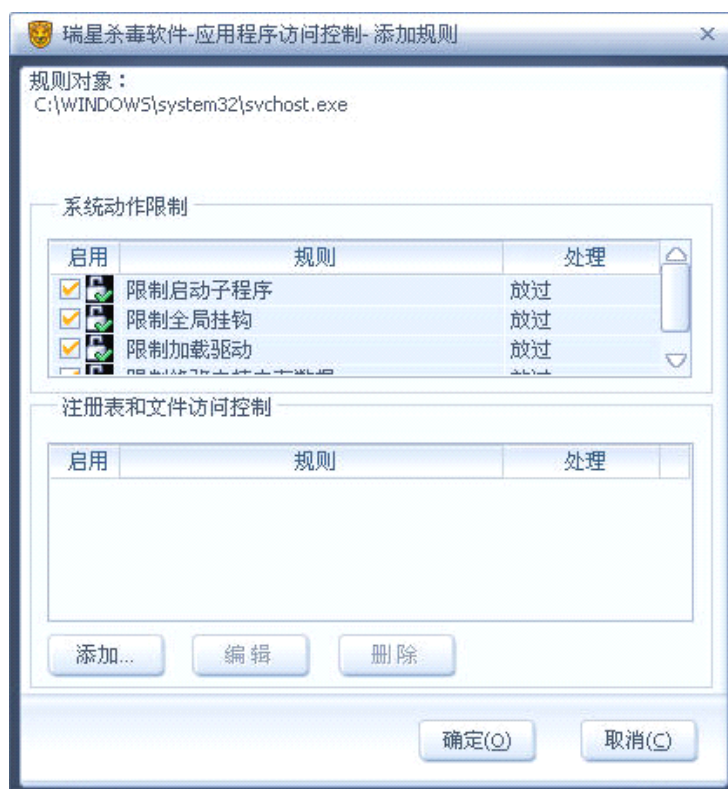 瑞星杀毒软件-应用程序访问控制- 添加规则
规则对象：
C:\WINDOWS\system32\svchost.exe
系统动作限制
启用 规则 处理
限制启动子程序 放过
限制全局挂钩 放过
限制加载驱动 放过
注册表和文件访问控制
启用 规则 处理
添加... 编辑 删除
确定(O) 取消(C)